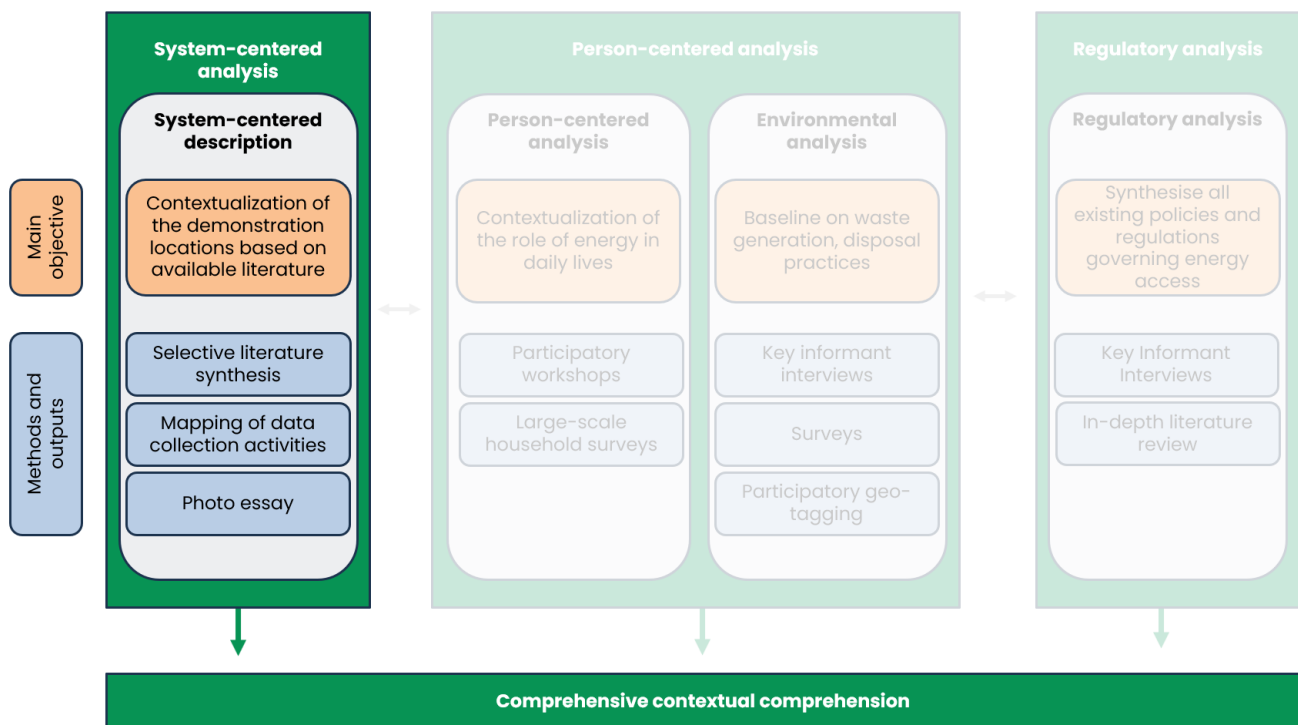 System-centered
analysis
System-centered
description
Main
objective
Contextualization of
the demonstration
locations based on
available literature
Methods and
outputs
Selective literature
synthesis
Mapping of data
collection activities
Photo essay
Person-centered analysis
Person-centered
analysis
Contextualization of
the role of energy in
daily lives
Participatory
workshops
Large-scale
household surveys
Environmental
analysis
Baseline on waste
generation, disposal
practices
Key informant
interviews
Surveys
Participatory geo-
tagging
Regulatory analysis
Regulatory analysis
Synthesise all
existing policies and
regulations
governing energy
access
Key Informant
Interviews
In-depth literature
review
Comprehensive contextual comprehension